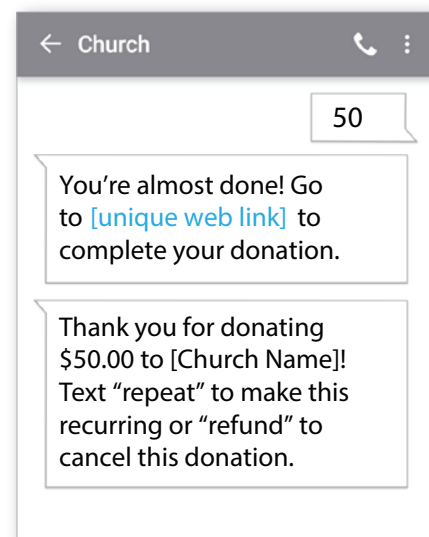 Church
50
You’re almost done! Go
to [unique web link] to
complete your donation.
Thank you for donating
$50.00 to [Church Name]!
Text “repeat” to make this
recurring or “refund” to
cancel this donation.